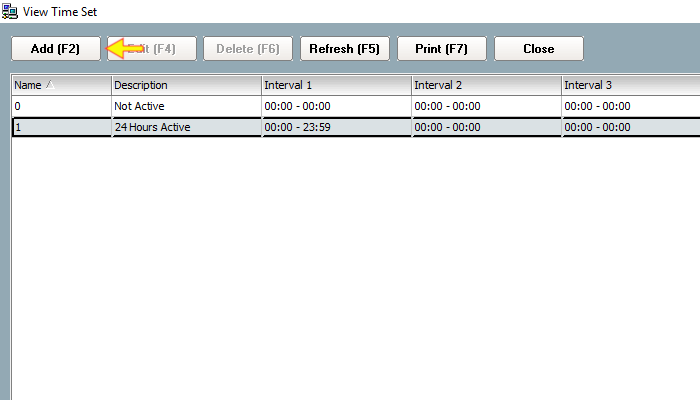 View Time Set
Add (F2) Edit (F4) Delete (F6) Refresh (F5) Print (F7) Close
Name Description Interval 1 Interval 2 Interval 3
0 Not Active 00:00 - 00:00 00:00 - 00:00 00:00 - 00:00
1 24 Hours Active 00:00 - 23:59 00:00 - 00:00 00:00 - 00:00